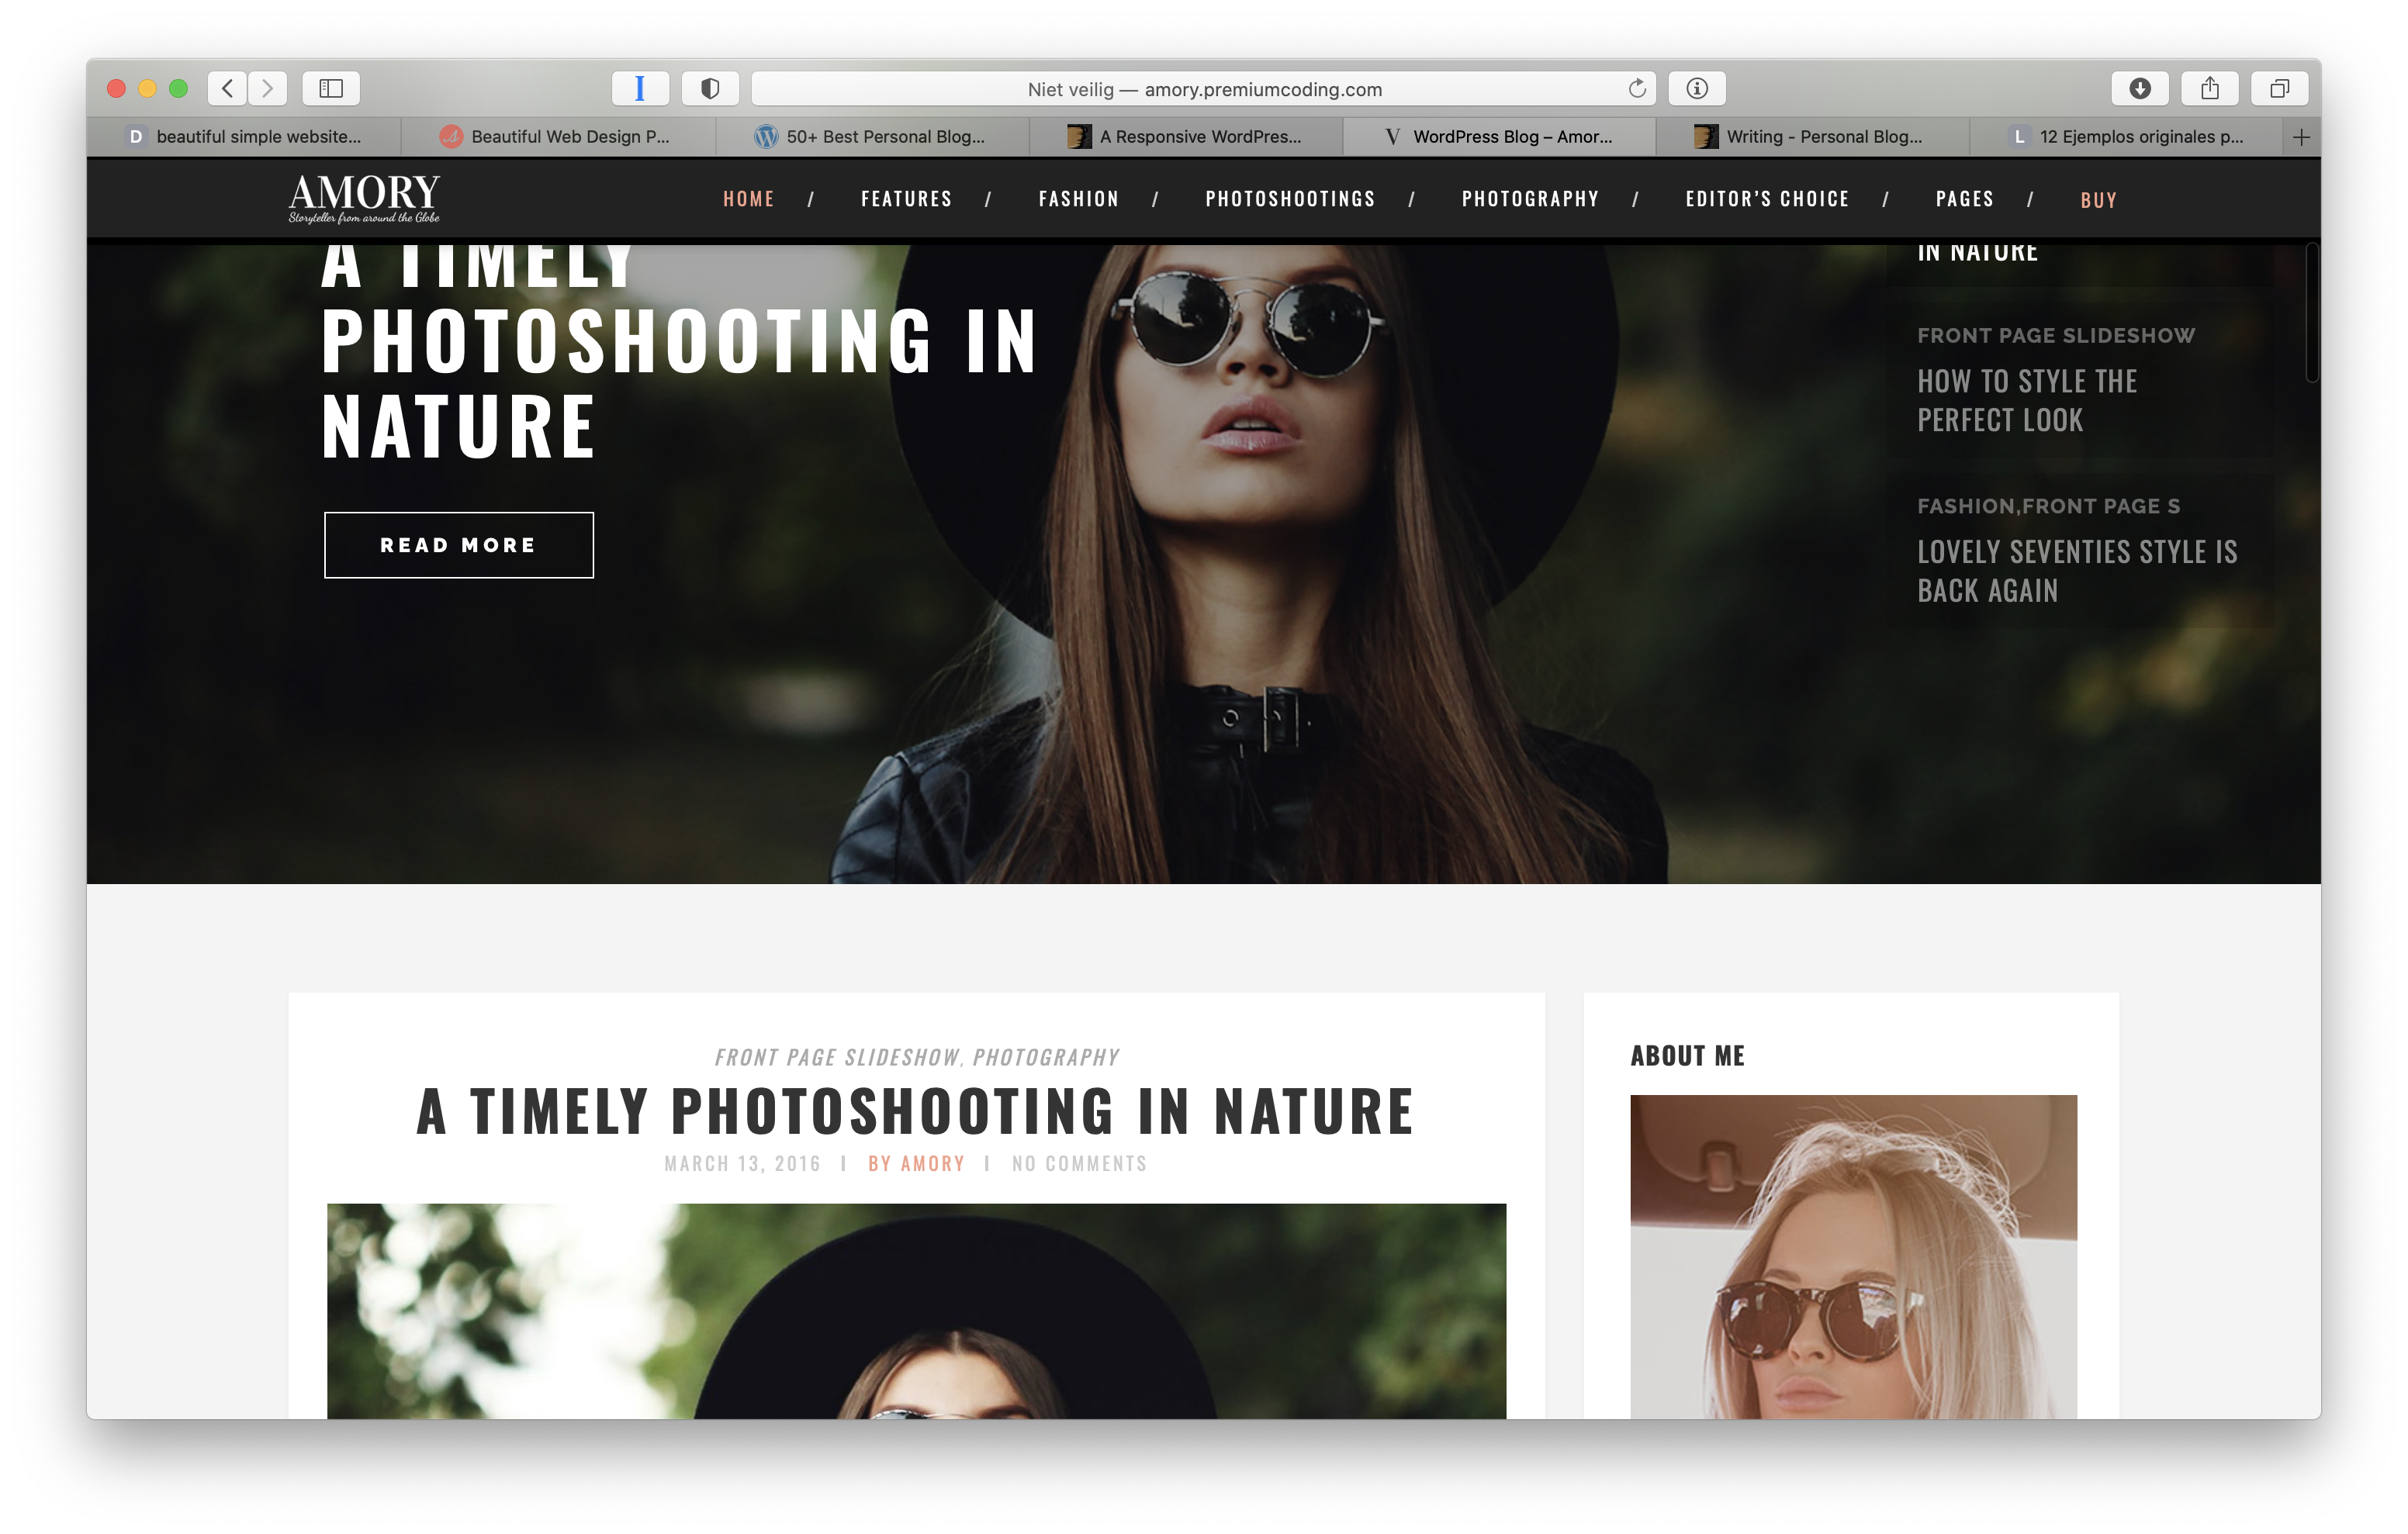 Niet veilig — amory.premiumcoding.com
D beautiful simple website...
Beautiful Web Design P...
50+ Best Personal Blog...
A Responsive WordPres...
V WordPress Blog – Amor...
Writing - Personal Blog...
L 12 Ejemplos originales p...
AMORY
Storyteller from around the Globe
HOME / FEATURES / FASHION / PHOTOSHOOTINGS / PHOTOGRAPHY / EDITOR’S CHOICE / PAGES / BUY
A TIMELY
PHOTOSHOOTING IN
NATURE
READ MORE
IN NATURE
FRONT PAGE SLIDESHOW
HOW TO STYLE THE
PERFECT LOOK
FASHION,FRONT PAGE S
LOVELY SEVENTIES STYLE IS
BACK AGAIN
FRONT PAGE SLIDESHOW, PHOTOGRAPHY
A TIMELY PHOTOSHOOTING IN NATURE
MARCH 13, 2016 | BY AMORY | NO COMMENTS
ABOUT ME